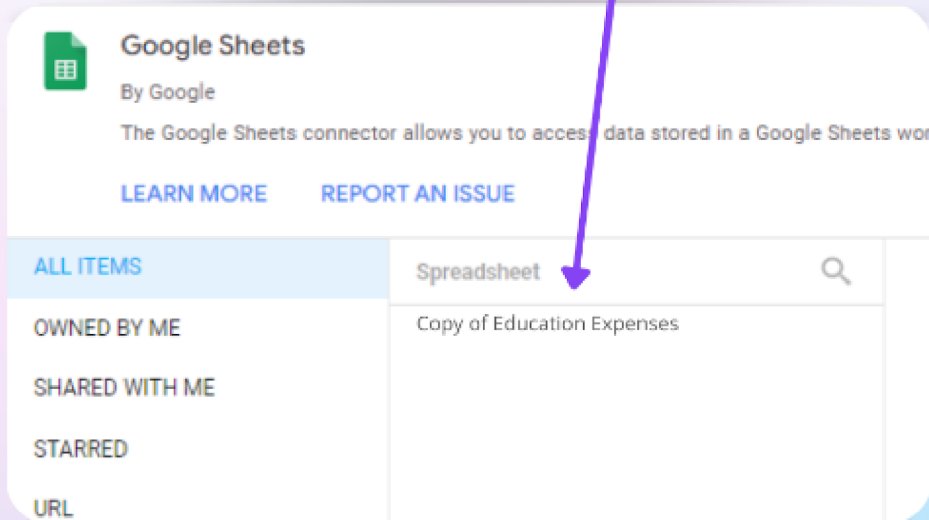 Google Sheets
By Google
The Google Sheets connector allows you to access data stored in a Google Sheets
LEARN MORE REPORT AN ISSUE
ALL ITEMS
Spreadsheet
Copy of Education Expenses
OWNED BY ME
SHARED WITH ME
STARRED
URL